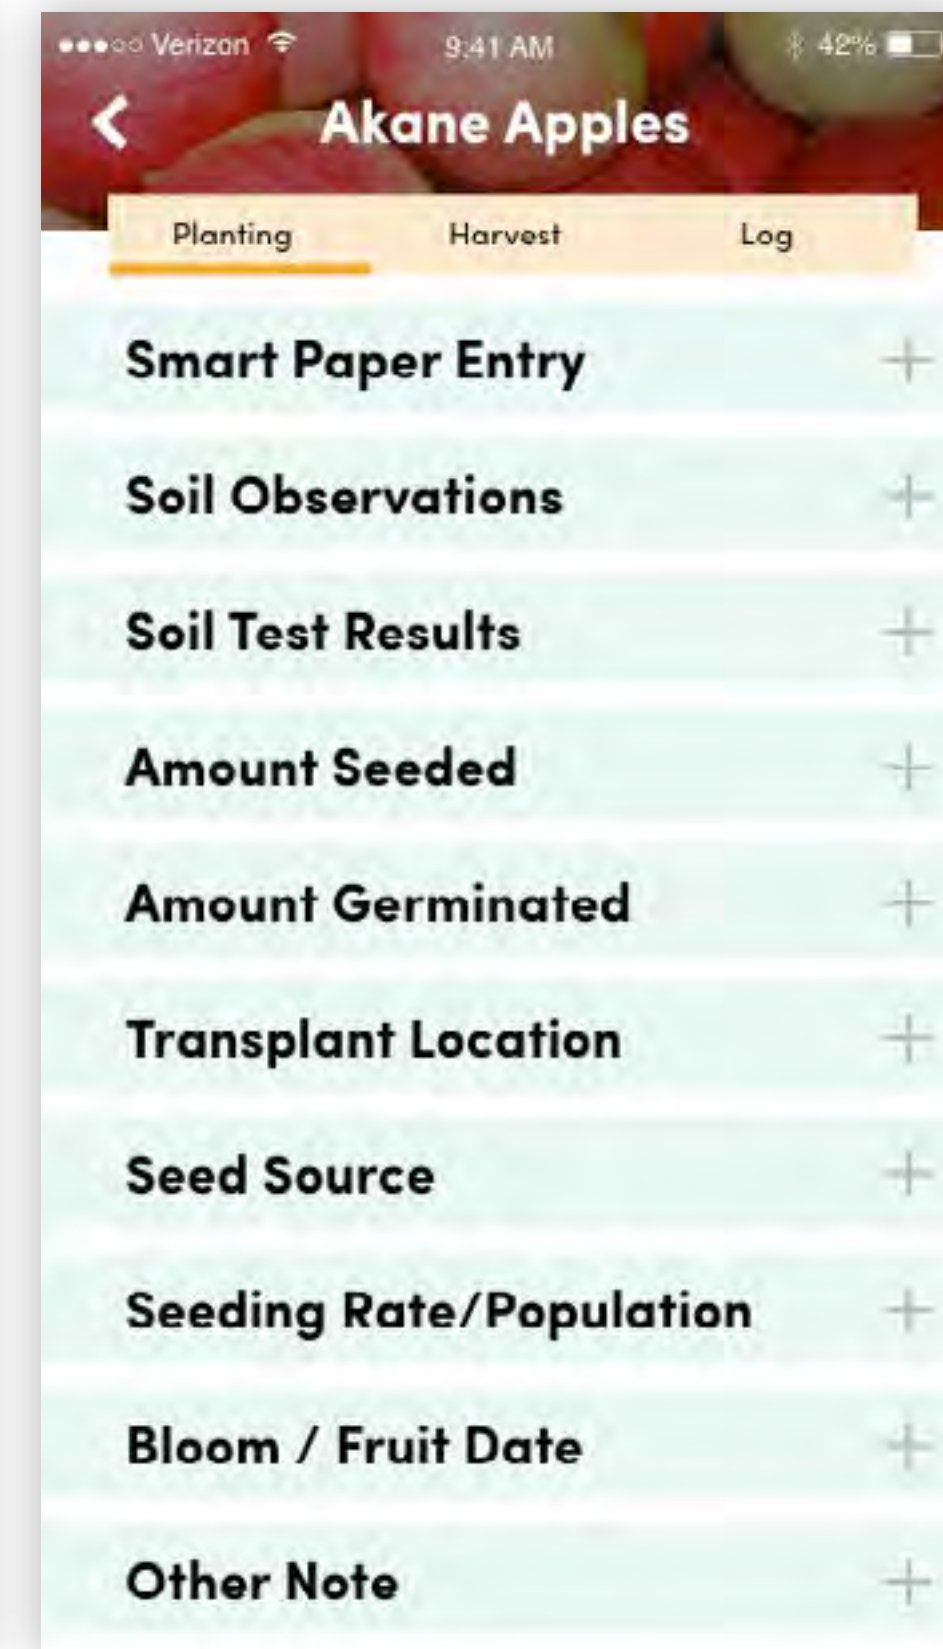 Verizon 9:41 AM 42%
Akane Apples
Planting Harvest Log
Smart Paper Entry
Soil Observations
Soil Test Results
Amount Seeded
Amount Germinated
Transplant Location
Seed Source
Seeding Rate/Population
Bloom / Fruit Date
Other Note